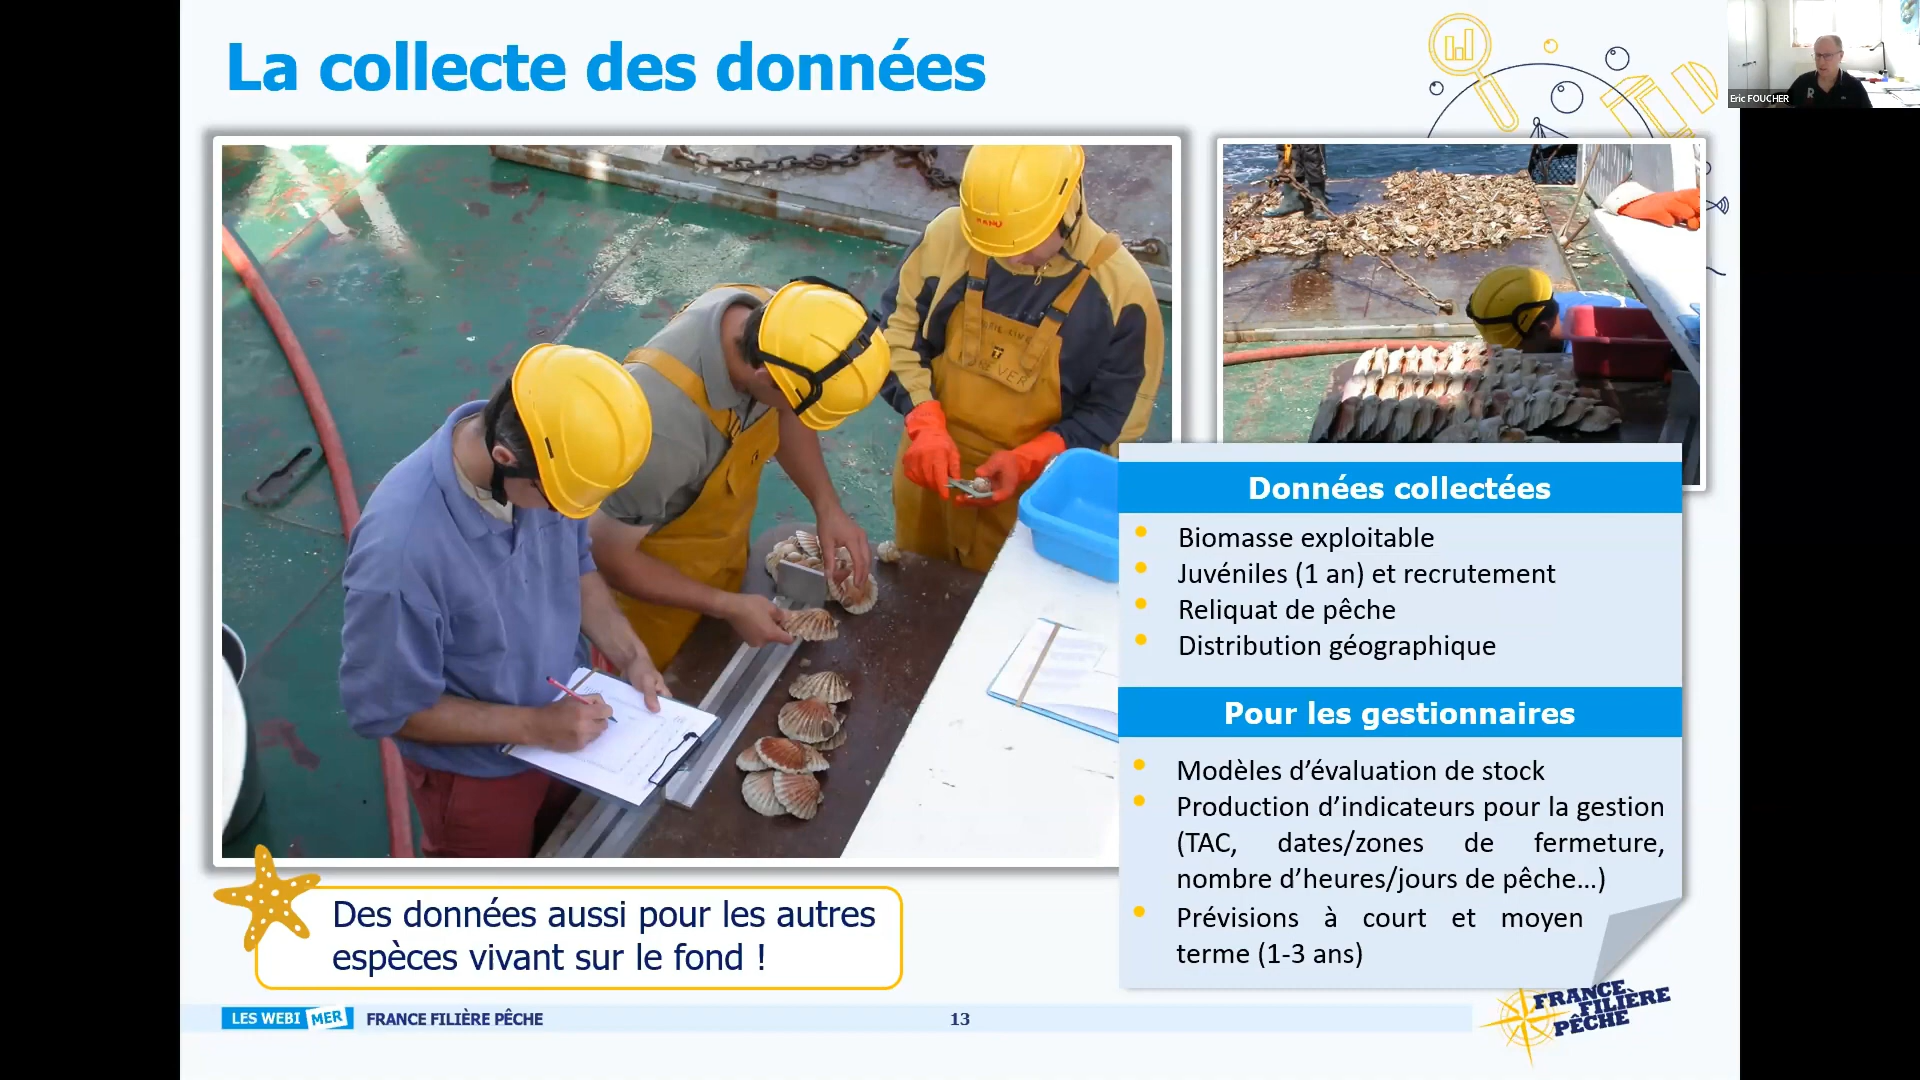 La collecte des données
Eric FOUCHER
Données collectées
Biomasse exploitable
Juvéniles (1 an) et recrutement
Reliquat de pêche
Distribution géographique
Pour les gestionnaires
Modèles d’évaluation de stock
Production d’indicateurs pour la gestion
(TAC, dates/zones de fermeture,
nombre d’heures/jours de pêche…)
Prévisions à court et moyen
terme (1-3 ans)
Des données aussi pour les autres
espèces vivant sur le fond !
LES WEBI MER FRANCE FILIÈRE PÊCHE
13
FRANCE
FILIÈRE
PÊCHE